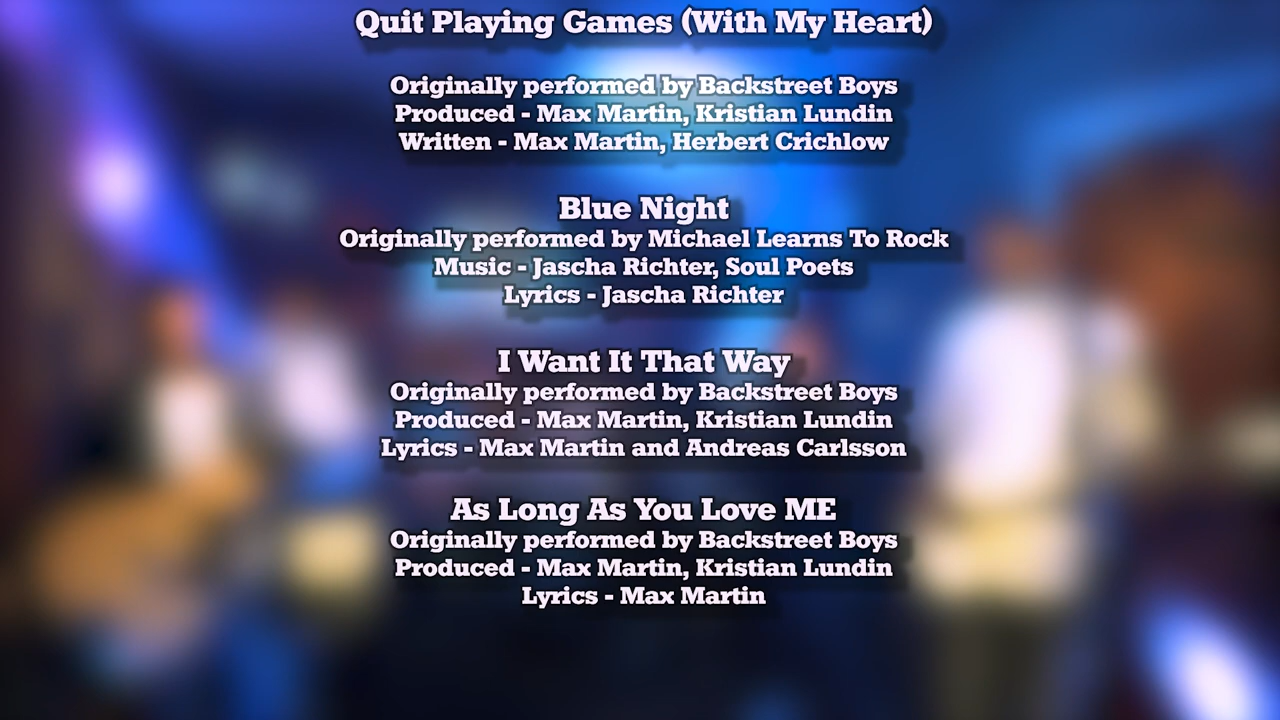 Quit Playing Games (With My Heart)
Originally performed by Backstreet Boys
Produced - Max Martin, Kristian Lundin
Written - Max Martin, Herbert Crichlow
Blue Night
Originally performed by Michael Learns To Rock
Music - Jascha Richter, Soul Poets
Lyrics - Jascha Richter
I Want It That Way
Originally performed by Backstreet Boys
Produced - Max Martin, Kristian Lundin
Lyrics - Max Martin and Andreas Carlsson
As Long As You Love ME
Originally performed by Backstreet Boys
Produced - Max Martin, Kristian Lundin
Lyrics - Max Martin